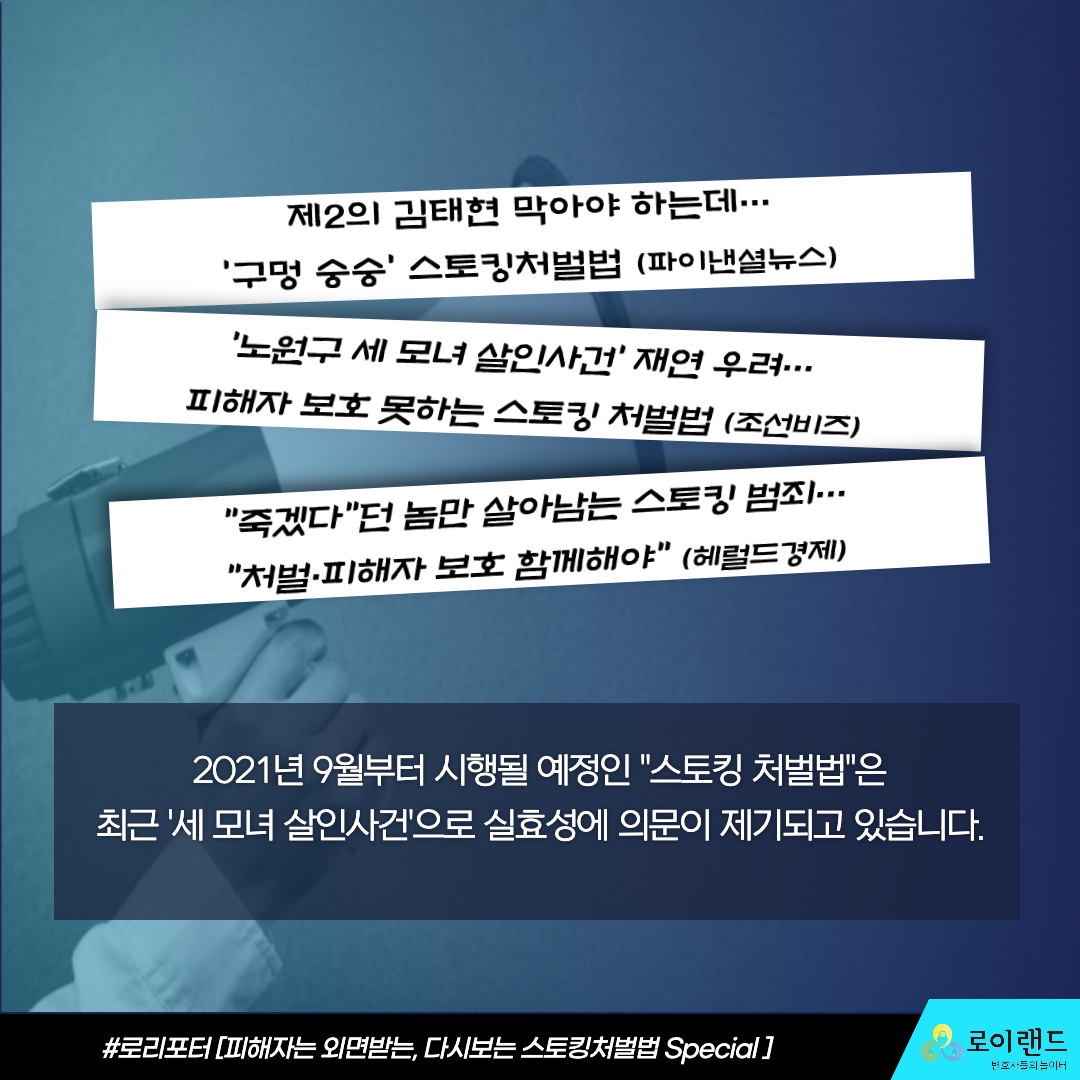 제2의 김태현 막아야 하는데…
'구멍 숭숭' 스토킹처벌법 (파이낸셜뉴스)
'노원구 세 모녀 살인사건' 재연 우려…
피해자 보호 못하는 스토킹 처벌법 (조선비즈)
"죽겠다"던 놈만 살아남는 스토킹 범죄…
"처벌·피해자 보호 함께해야" (헤럴드경제)
2021년 9월부터 시행될 예정인 "스토킹 처벌법"은
최근 '세 모녀 살인사건'으로 실효성에 의문이 제기되고 있습니다.
#로리포터 [피해자는 외면받는, 다시보는 스토킹처벌법 Special ]
로이랜드
변호사들의 놀이터